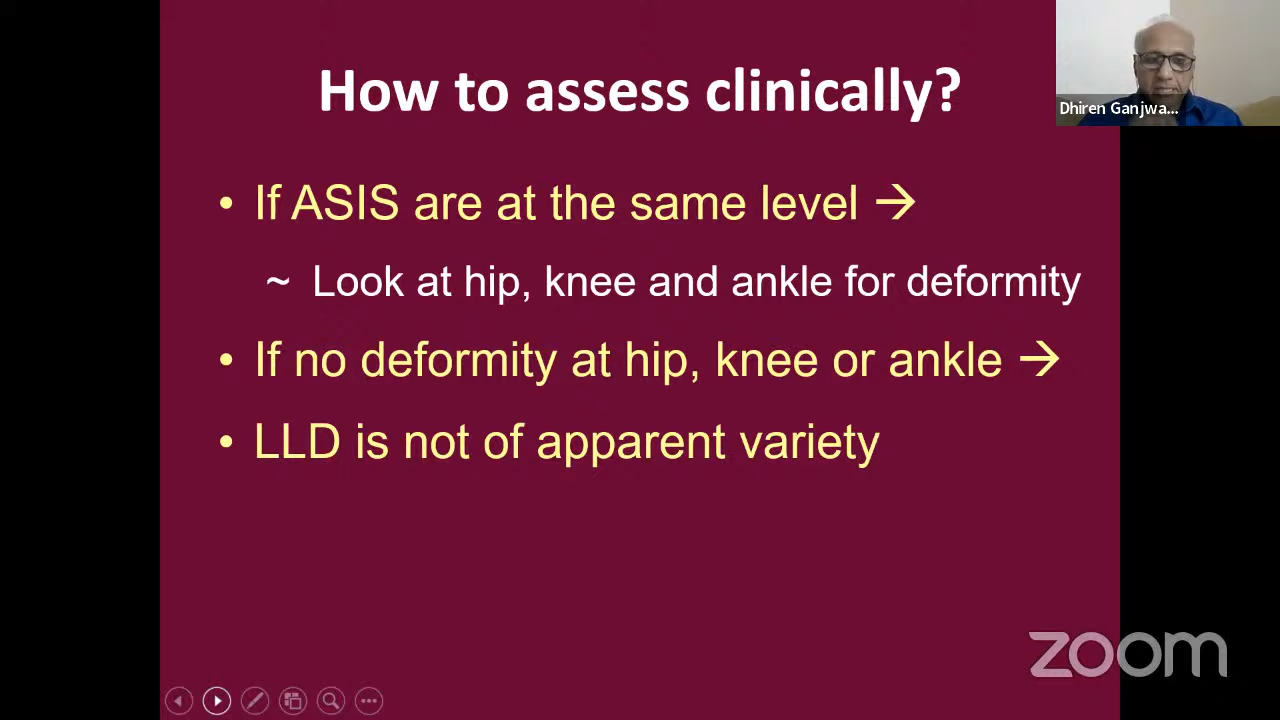 How to assess clinically?
Dhiren Ganjwa...
• If ASIS are at the same level →
~ Look at hip, knee and ankle for deformity
• If no deformity at hip, knee or ankle →
• LLD is not of apparent variety
zoom